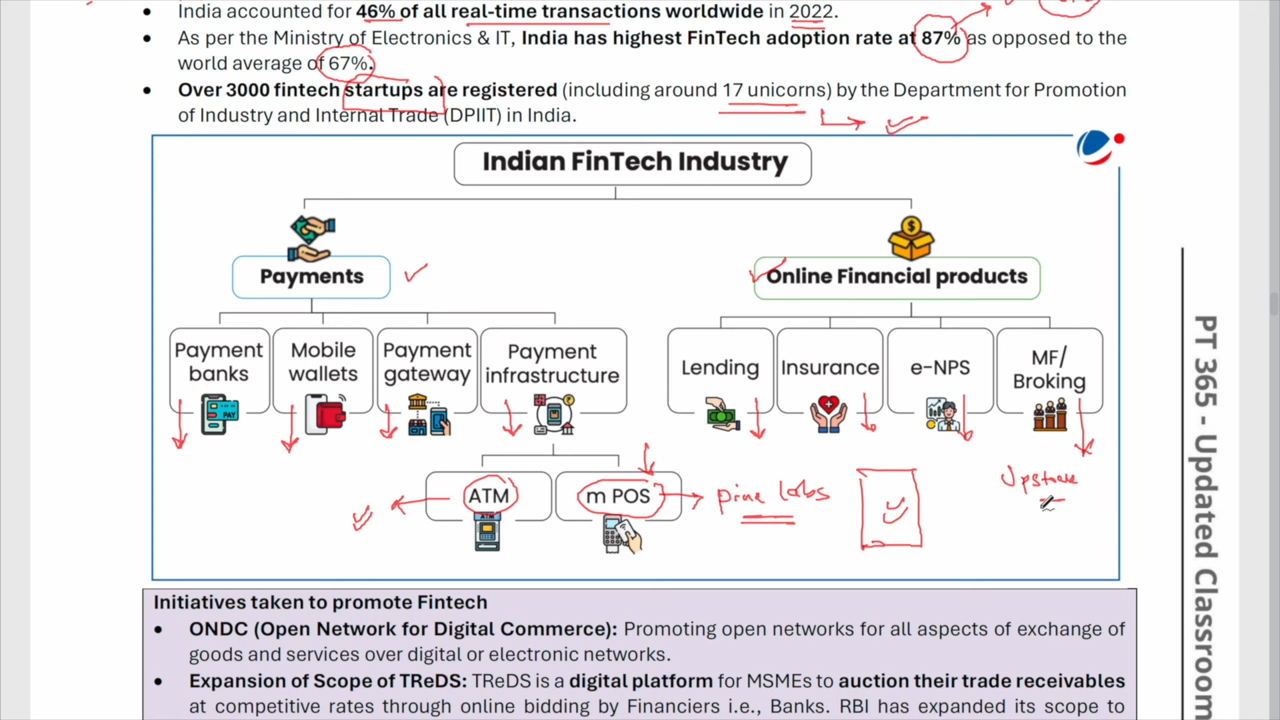 India accounted for 46% of all real-time transactions worldwide in 2022.
• As per the Ministry of Electronics & IT, India has highest FinTech adoption rate at 87% as opposed to the
world average of 67%.
• Over 3000 fintech startups are registered (including around 17 unicorns) by the Department for Promotion
of Industry and Internal Trade (DPIIT) in India.
Indian FinTech Industry
Payments
Online Financial products
Payment
banks
Mobile
wallets
Payment
gateway
Payment
infrastructure
Lending
Insurance
e-NPS
MF/
Broking
PAY
ATM
m POS
pine labs
ATM
Initiatives taken to promote Fintech
• ONDC (Open Network for Digital Commerce): Promoting open networks for all aspects of exchange of
goods and services over digital or electronic networks.
• Expansion of Scope of TReDS: TReDS is a digital platform for MSMEs to auction their trade receivables
at competitive rates through online bidding by Financiers i.e., Banks. RBI has expanded its scope to
PT 365 - Updated Classroom